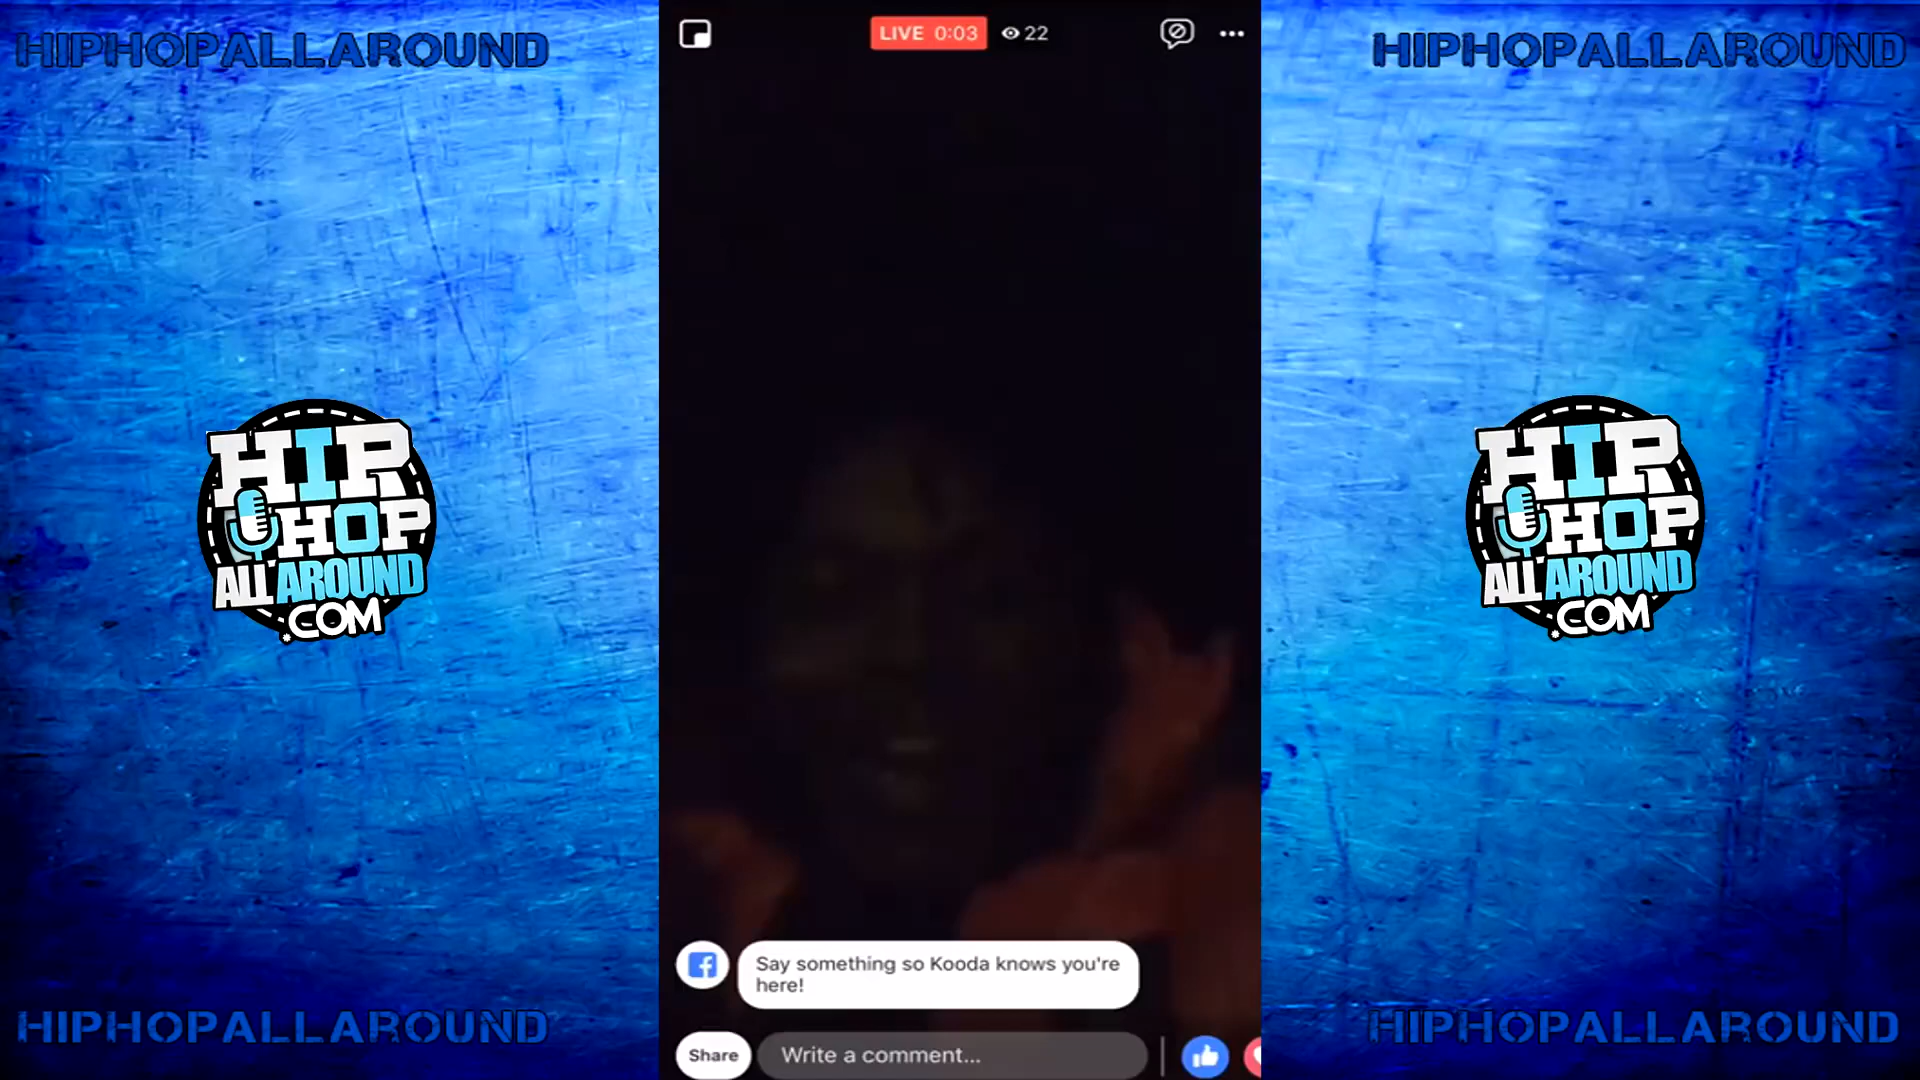 HIPHOPALLAROUND
LIVE 0:03
22
HIPHOPALLAROUND
HIP
HOP
ALL AROUND
.COM
HIP
HOP
ALL AROUND
.COM
Say something so Kooda knows you're
here!
HIPHOPALLAROUND
HIPHOPALLAROUND
Share
Write a comment...